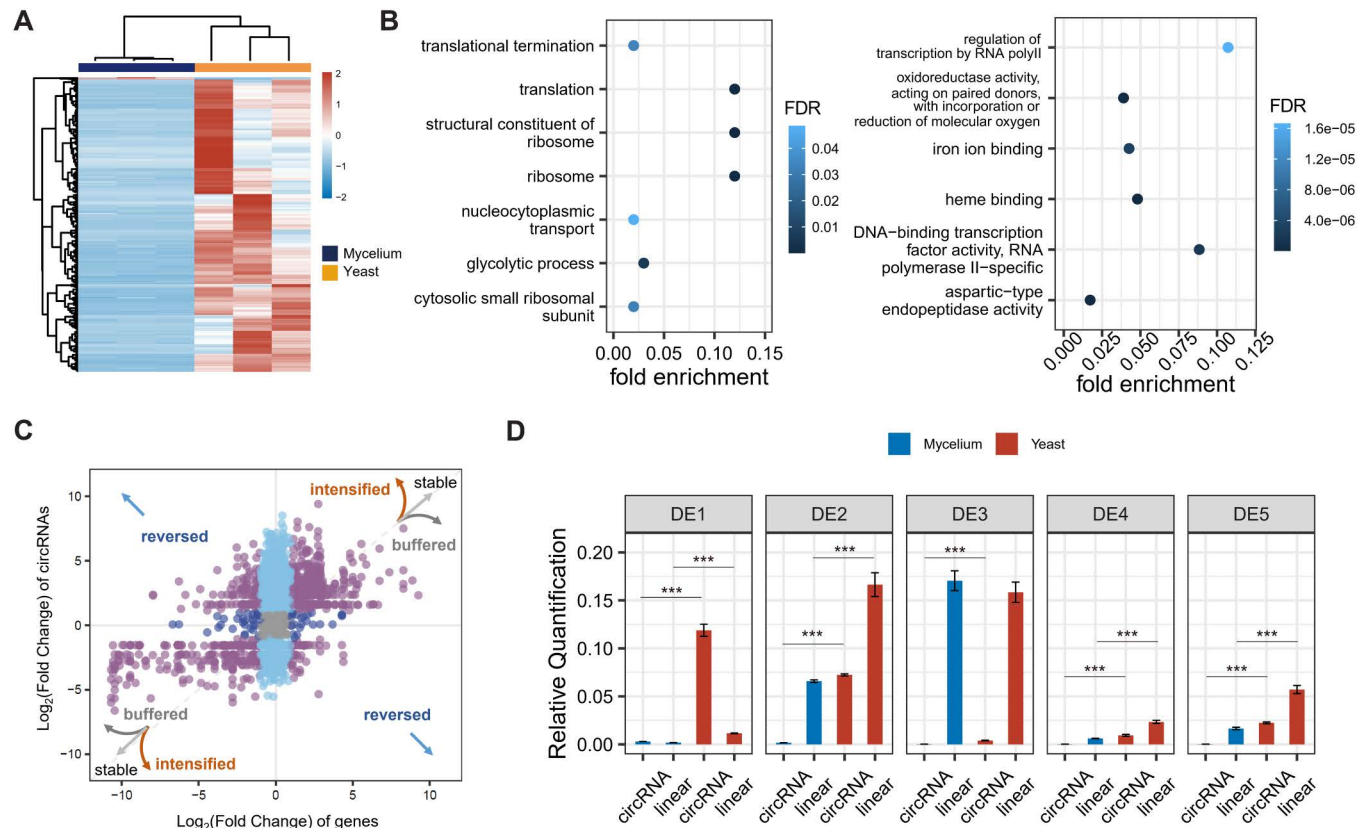 A
2
1
0
−1
−2
Mycelium
Yeast
B
translational termination
translation
structural constituent of
ribosome
ribosome
nucleocytoplasmic
transport
glycolytic process
cytosolic small ribosomal
subunit
0.00
0.05
0.10
0.15
fold enrichment
FDR
0.04
0.03
0.02
0.01
regulation of
transcription by RNA polyII
oxidoreductase activity,
acting on paired donors,
with incorporation or
reduction of molecular oxygen
iron ion binding
heme binding
DNA−binding transcription
factor activity, RNA
polymerase II−specific
aspartic−type
endopeptidase activity
0.000
0.025
0.050
0.075
0.100
0.125
fold enrichment
FDR
1.6e−05
1.2e−05
8.0e−06
4.0e−06
C
Log2(Fold Change) of circRNAs
10
5
0
−5
−10
reversed
intensified
stable
buffered
buffered
stable
intensified
reversed
−10
−5
0
5
10
Log2(Fold Change) of genes
D
Mycelium
Yeast
Relative Quantification
0.20
0.15
0.10
0.05
0.00
DE1
DE2
DE3
DE4
DE5
***
***
***
***
***
***
***
***
***
circRNA
linear
circRNA
linear
circRNA
linear
circRNA
linear
circRNA
linear
circRNA
linear
circRNA
linear
circRNA
linear
circRNA
linear
circRNA
linear